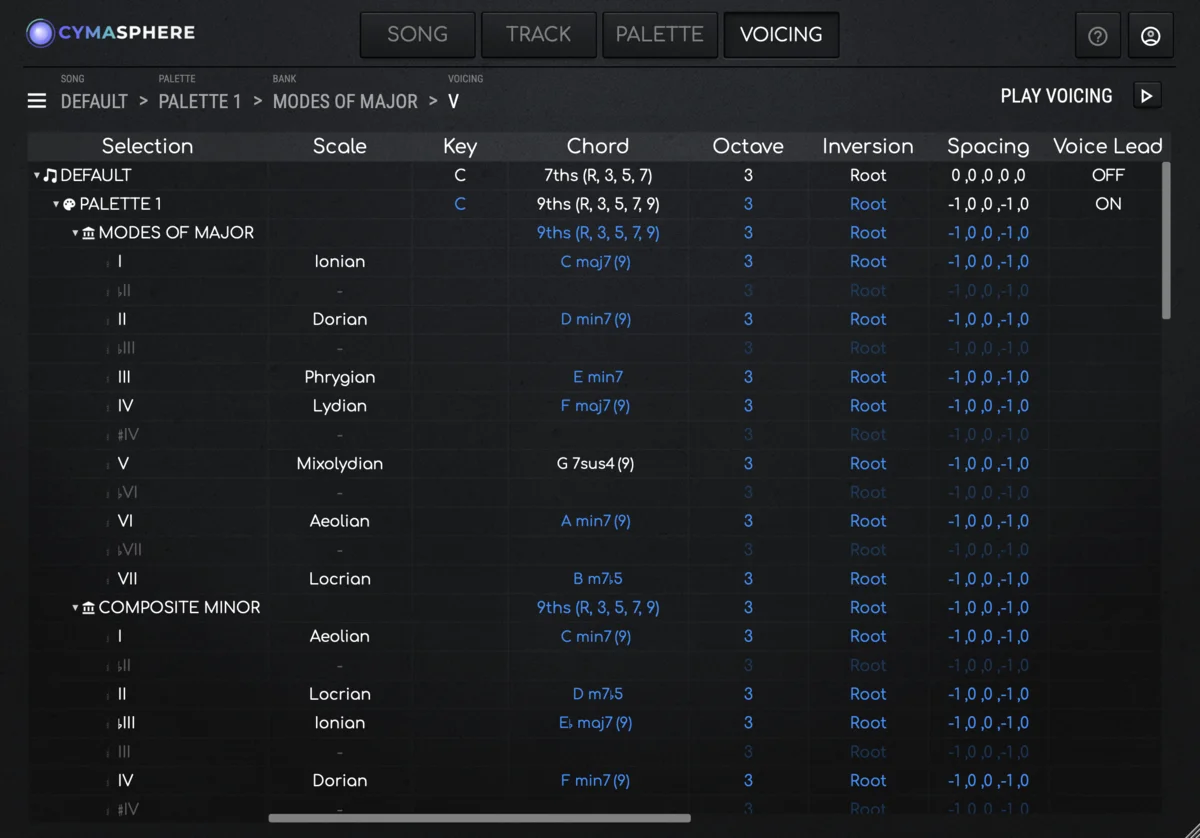 CYMASPHERE
SONG TRACK PALETTE VOICING
SONG PALETTE BANK VOICING
DEFAULT > PALETTE 1 > MODES OF MAJOR > V
PLAY VOICING
Selection Scale Key Chord Octave Inversion Spacing Voice Lead
DEFAULT C 7ths (R, 3, 5, 7) 3 Root 0 ,0 ,0 ,0 ,0 OFF
PALETTE 1 C 9ths (R, 3, 5, 7, 9) 3 Root -1 ,0 ,0 ,-1 ,0 ON
MODES OF MAJOR 9ths (R, 3, 5, 7, 9) 3 Root -1 ,0 ,0 ,-1 ,0
I Ionian C maj7 (9) 3 Root -1 ,0 ,0 ,-1 ,0
♭II - 3 Root -1 ,0 ,0 ,-1 ,0
II Dorian D min7 (9) 3 Root -1 ,0 ,0 ,-1 ,0
♭III - 3 Root -1 ,0 ,0 ,-1 ,0
III Phrygian E min7 3 Root -1 ,0 ,0 ,-1 ,0
IV Lydian F maj7 (9) 3 Root -1 ,0 ,0 ,-1 ,0
♯IV - 3 Root -1 ,0 ,0 ,-1 ,0
V Mixolydian G 7sus4 (9) 3 Root -1 ,0 ,0 ,-1 ,0
♭VI - 3 Root -1 ,0 ,0 ,-1 ,0
VI Aeolian A min7 (9) 3 Root -1 ,0 ,0 ,-1 ,0
♭VII - 3 Root -1 ,0 ,0 ,-1 ,0
VII Locrian B m7♭5 3 Root -1 ,0 ,0 ,-1 ,0
COMPOSITE MINOR 9ths (R, 3, 5, 7, 9) 3 Root -1 ,0 ,0 ,-1 ,0
I Aeolian C min7 (9) 3 Root -1 ,0 ,0 ,-1 ,0
♭II - 3 Root -1 ,0 ,0 ,-1 ,0
II Locrian D m7♭5 3 Root -1 ,0 ,0 ,-1 ,0
♭III Ionian E♭ maj7 (9) 3 Root -1 ,0 ,0 ,-1 ,0
III - 3 Root -1 ,0 ,0 ,-1 ,0
IV Dorian F min7 (9) 3 Root -1 ,0 ,0 ,-1 ,0
♯IV - 3 Root -1 ,0 ,0 ,-1 ,0